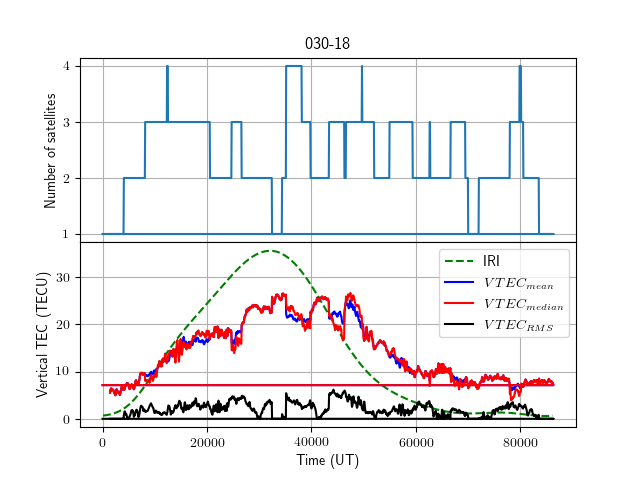 030-18
Number of satellites
4
3
2
1
Vertical TEC (TECU)
30
20
10
0
IRI
VTEC_mean
VTEC_median
VTEC_RMS
0 20000 40000 60000 80000
Time (UT)